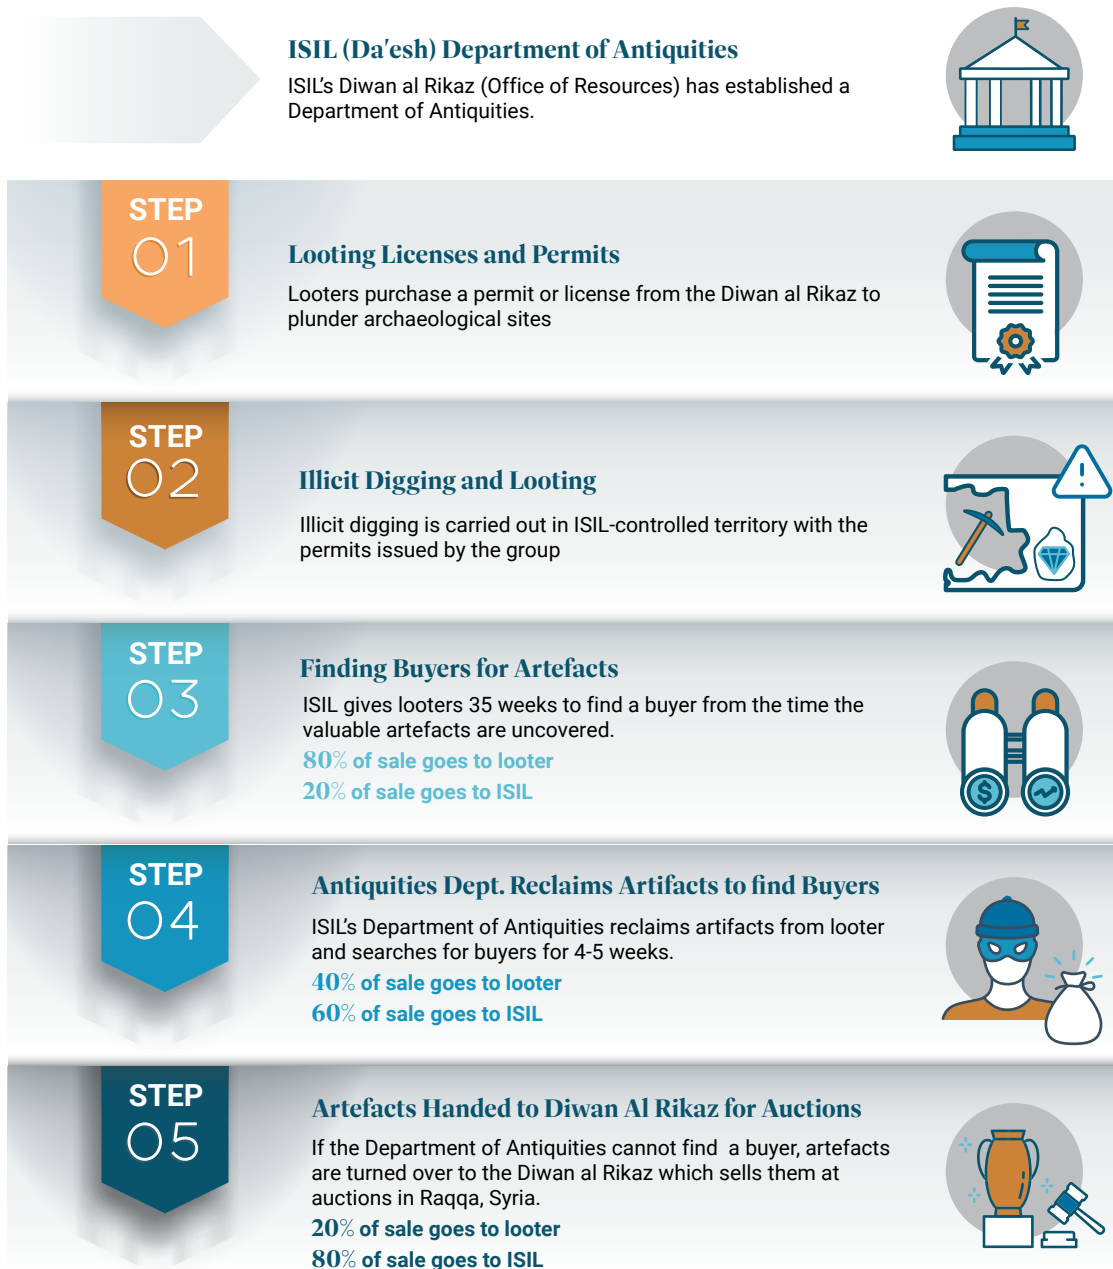 ISIL (Da'esh) Department of Antiquities
ISIL's Diwan al Rikaz (Office of Resources) has established a
Department of Antiquities.
STEP
01
Looting Licenses and Permits
Looters purchase a permit or license from the Diwan al Rikaz to
plunder archaeological sites
STEP
02
Illicit Digging and Looting
Illicit digging is carried out in ISIL-controlled territory with the
permits issued by the group
STEP
03
Finding Buyers for Artefacts
ISIL gives looters 35 weeks to find a buyer from the time the
valuable artefacts are uncovered.
80% of sale goes to looter
20% of sale goes to ISIL
STEP
04
Antiquities Dept. Reclaims Artifacts to find Buyers
ISIL's Department of Antiquities reclaims artifacts from looter
and searches for buyers for 4-5 weeks.
40% of sale goes to looter
60% of sale goes to ISIL
STEP
05
Artefacts Handed to Diwan Al Rikaz for Auctions
If the Department of Antiquities cannot find  a buyer, artefacts
are turned over to the Diwan al Rikaz which sells them at
auctions in Raqqa, Syria.
20% of sale goes to looter
80% of sale goes to ISIL